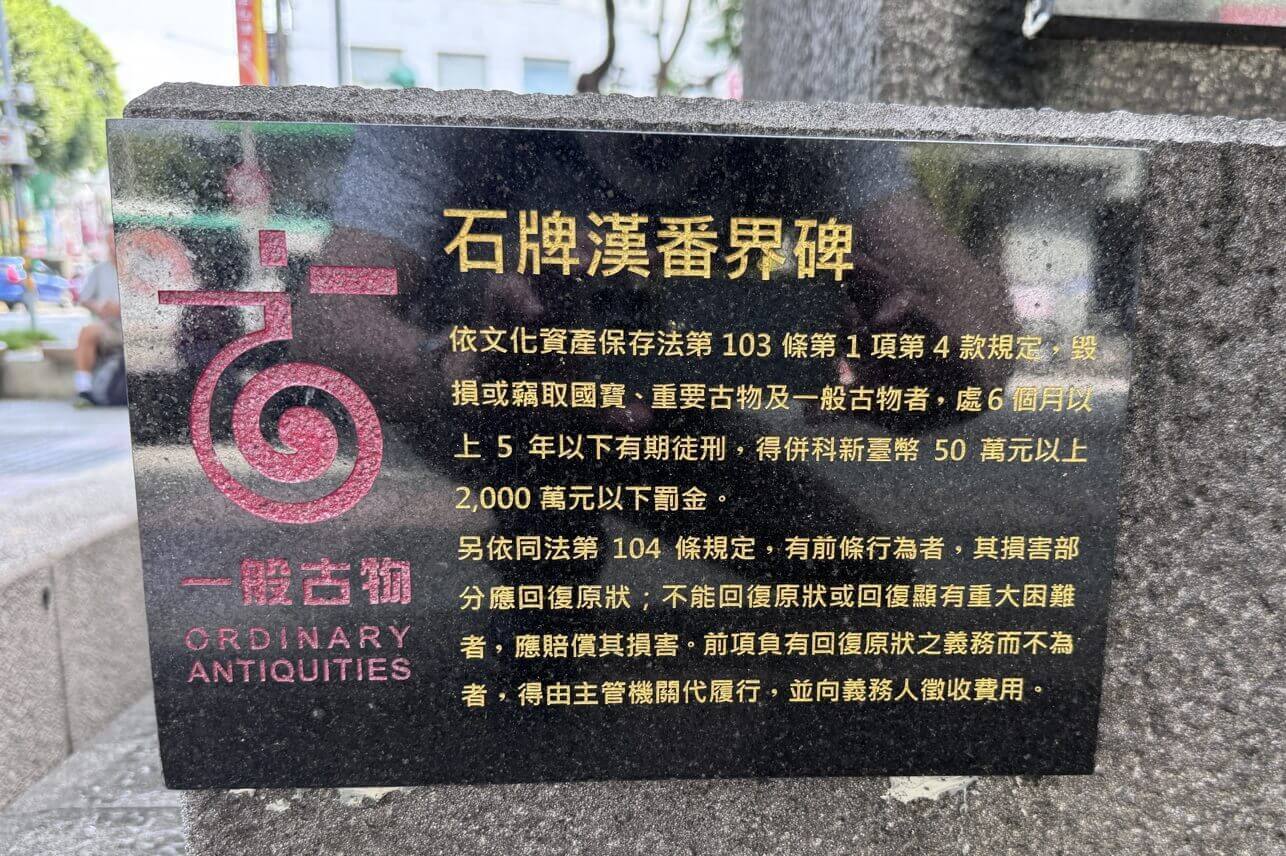 石牌漢番界碑
依文化資產保存法第 103 條第 1 項第 4 款規定，毀
損或竊取國寶、重要古物及一般古物者，處 6 個月以
上 5 年以下有期徒刑，得併科新臺幣 50 萬元以上
2,000 萬元以下罰金。
另依同法第 104 條規定，有前條行為者，其損害部
分應回復原狀；不能回復原狀或回復顯有重大困難
者，應賠償其損害。前項負有回復原狀之義務而不為
者，得由主管機關代履行，並向義務人徵收費用。
一般古物
ORDINARY
ANTIQUITIES